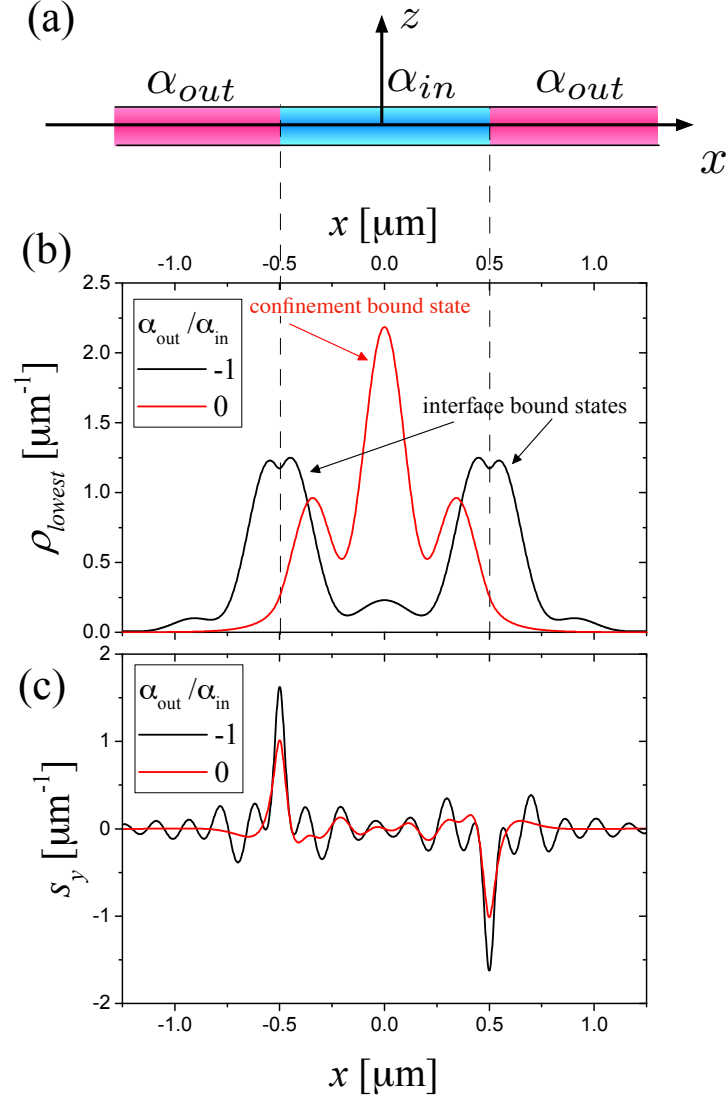 (a)
z
α_out α_in α_out
x
x [μm]
(b)
-1.0 -0.5 0.0 0.5 1.0
2.5
2.0
1.5
1.0
0.5
0.0
ρ_lowest [μm⁻¹]
α_out /α_in
-1
0
confinement bound state
interface bound states
(c)
2
1
0
-1
-2
s_y [μm⁻¹]
α_out /α_in
-1
0
-1.0 -0.5 0.0 0.5 1.0
x [μm]